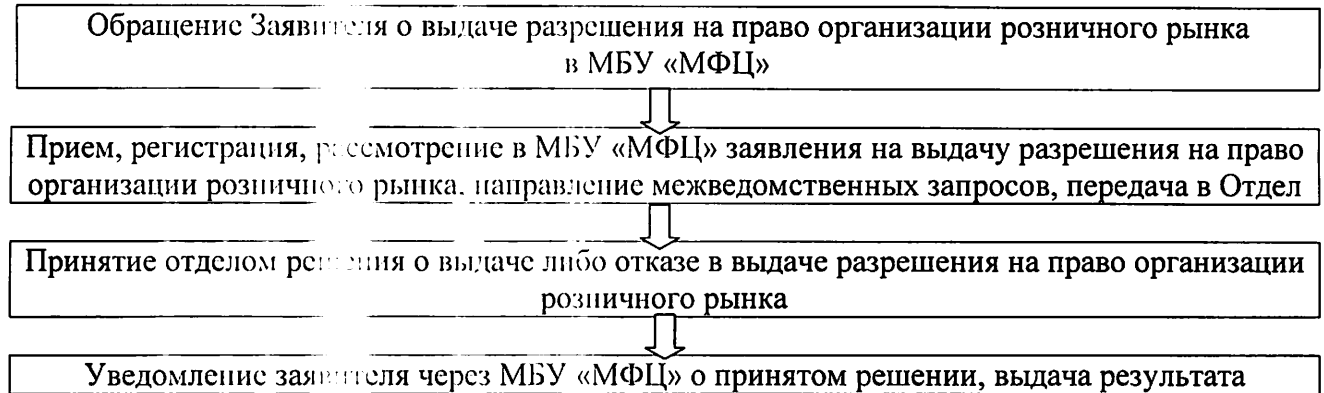 Обращение Заявителя о выдаче разрешения на право организации розничного рынка
в МБУ «МФЦ»
Прием, регистрация, рассмотрение в МБУ «МФЦ» заявления на выдачу разрешения на право
организации розничного рынка, направление межведомственных запросов, передача в Отдел
Принятие отделом решения о выдаче либо отказе в выдаче разрешения на право организации
розничного рынка
Уведомление заявителя через МБУ «МФЦ» о принятом решении, выдача результата